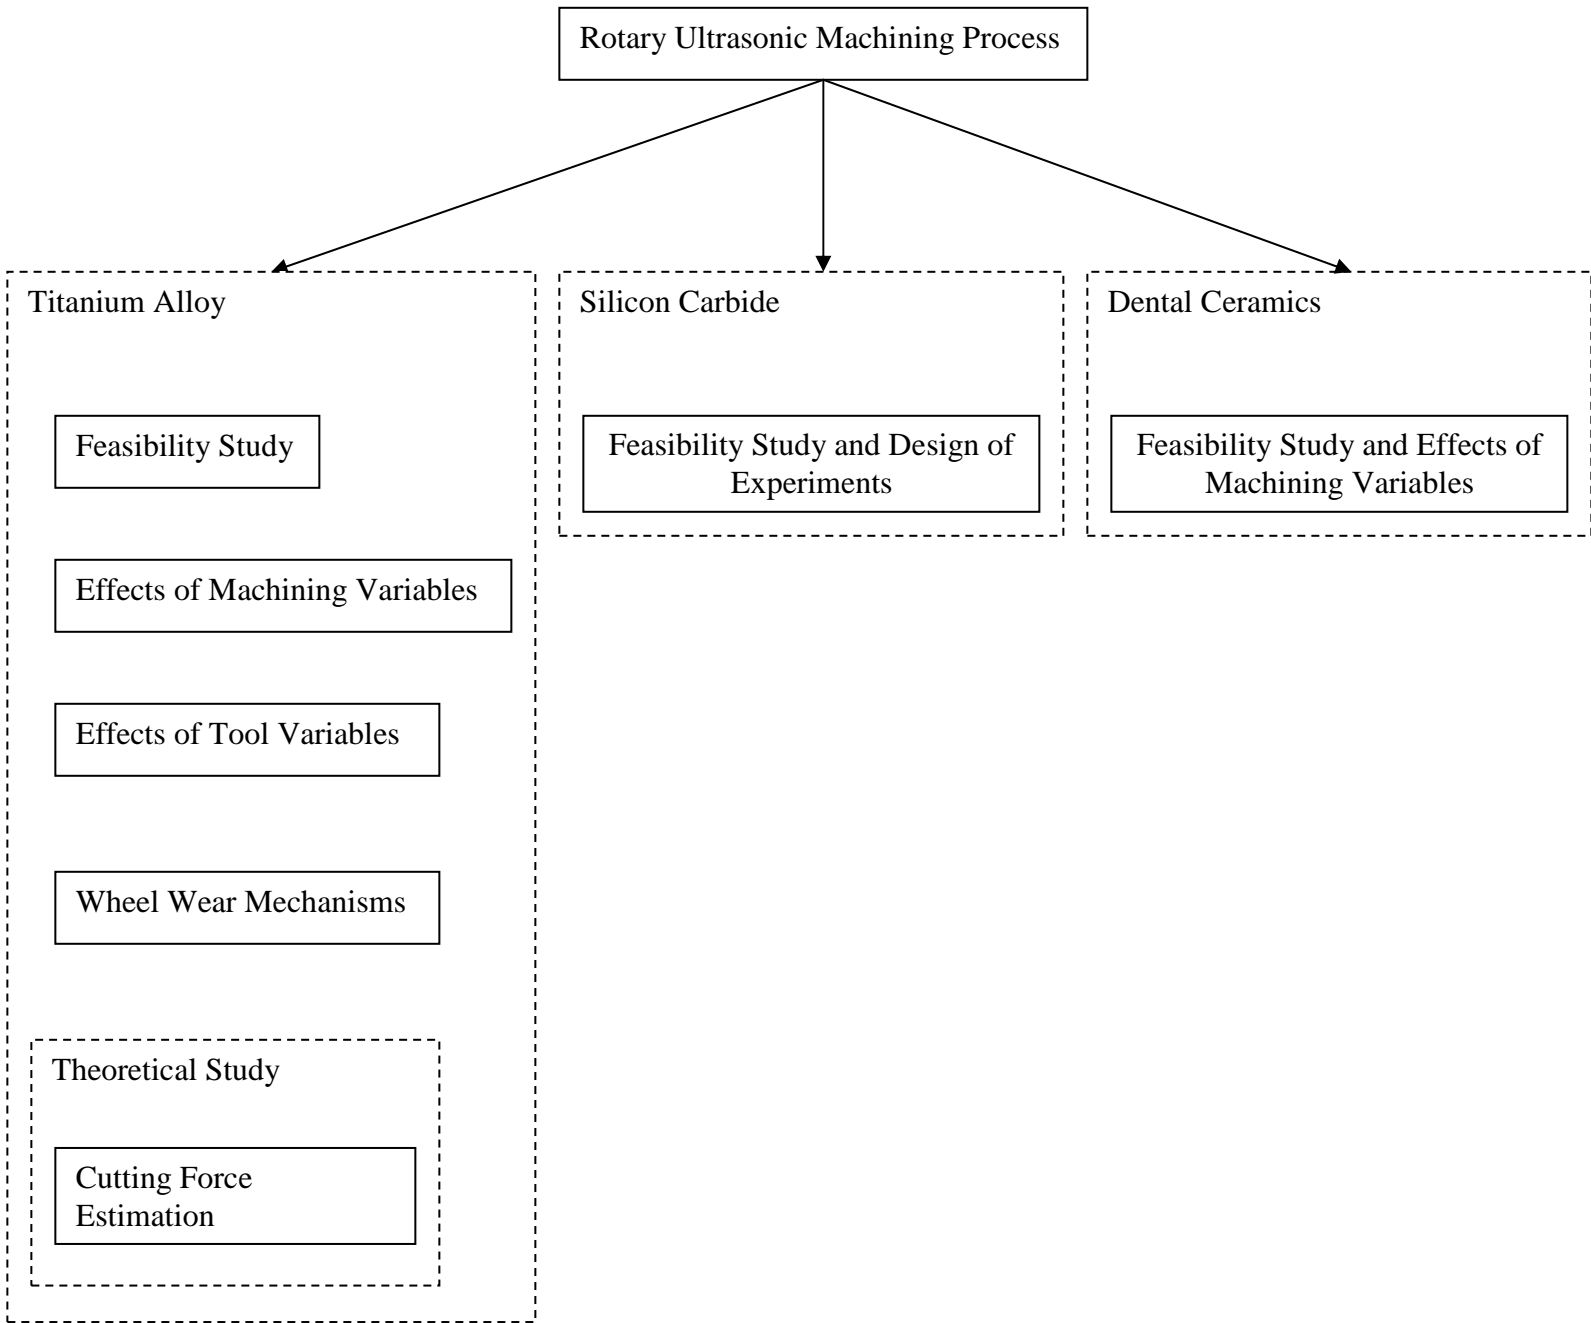 Rotary Ultrasonic Machining Process
Titanium Alloy
Feasibility Study
Effects of Machining Variables
Effects of Tool Variables
Wheel Wear Mechanisms
Theoretical Study
Cutting Force
Estimation
Silicon Carbide
Feasibility Study and Design of
Experiments
Dental Ceramics
Feasibility Study and Effects of
Machining Variables